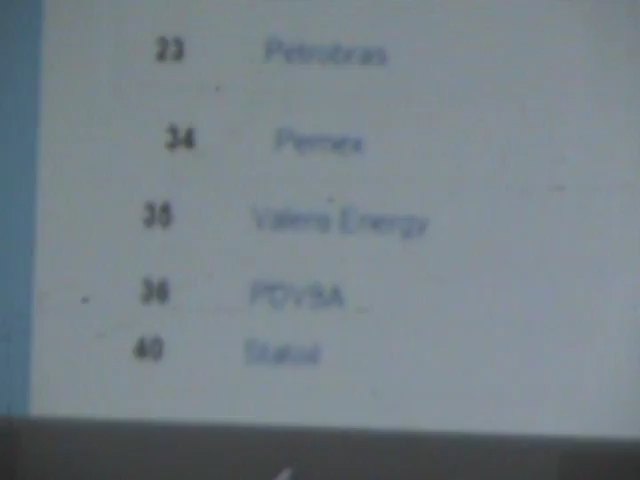 23 Petrobras
34 Pemex
35 Valero Energy
36 PDVSA
40 Statoil